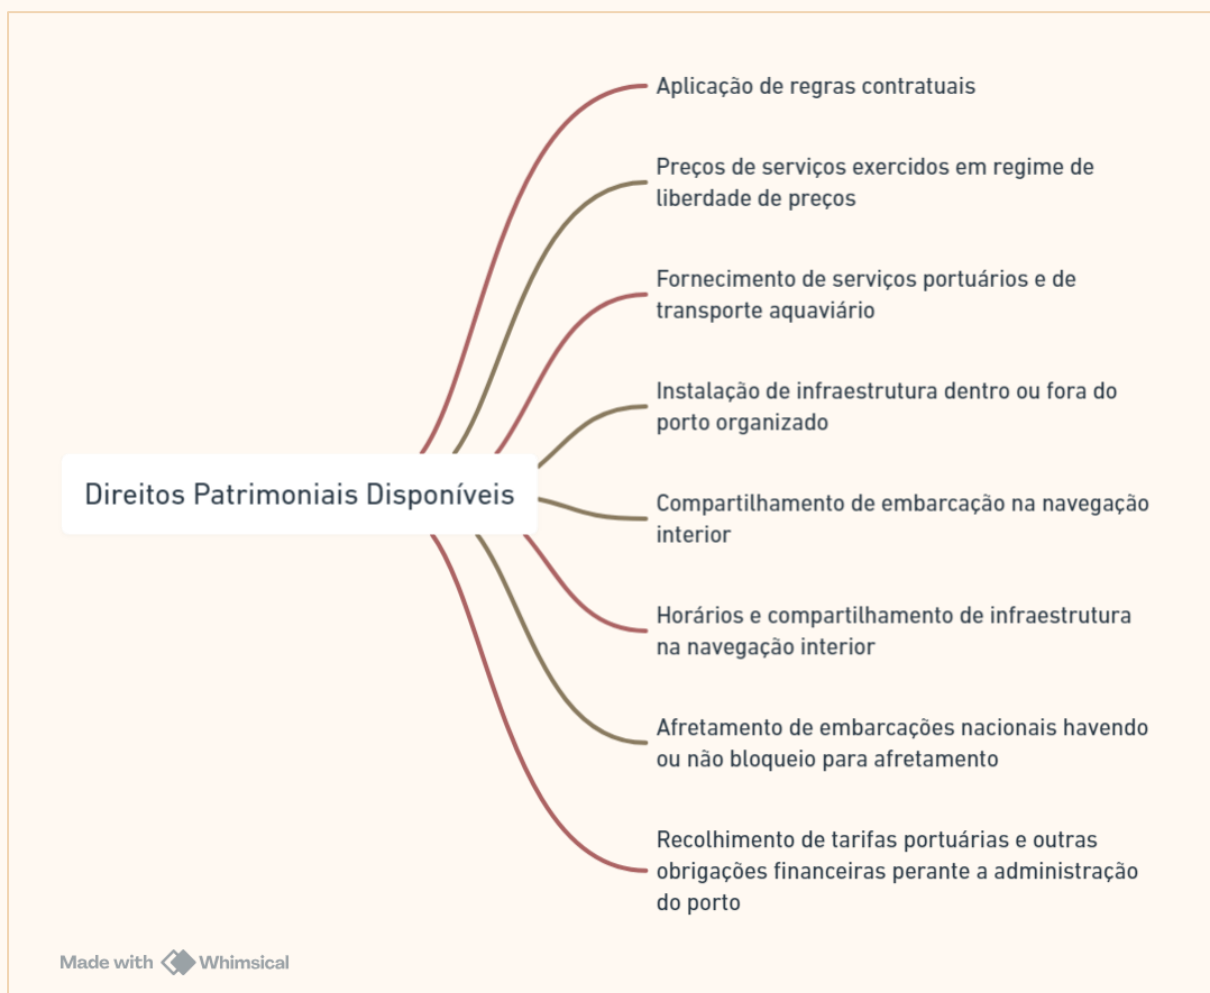 Aplicação de regras contratuais
Preços de serviços exercidos em regime de
liberdade de preços
Fornecimento de serviços portuários e de
transporte aquaviário
Instalação de infraestrutura dentro ou fora do
porto organizado
Direitos Patrimoniais Disponíveis
Compartilhamento de embarcação na navegação
interior
Horários e compartilhamento de infraestrutura
na navegação interior
Afretamento de embarcações nacionais havendo
ou não bloqueio para afretamento
Recolhimento de tarifas portuárias e outras
obrigações financeiras perante a administração
do porto
Made with Whimsical